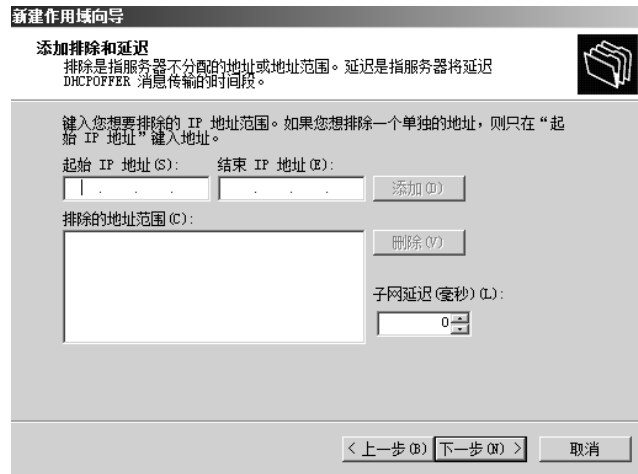 新建作用域向导
添加排除和延迟
排除是指服务器不分配的地址或地址范围。延迟是指服务器将延迟
DHCPOFFER 消息传输的时间段。
键入您想要排除的 IP 地址范围。如果您想排除一个单独的地址，则只在“起
始 IP 地址”键入地址。
起始 IP 地址(S): 结束 IP 地址(E):
添加(D)
排除的地址范围(C):
删除(V)
子网延迟(毫秒)(L):
0
< 上一步(B) 下一步(N) > 取消